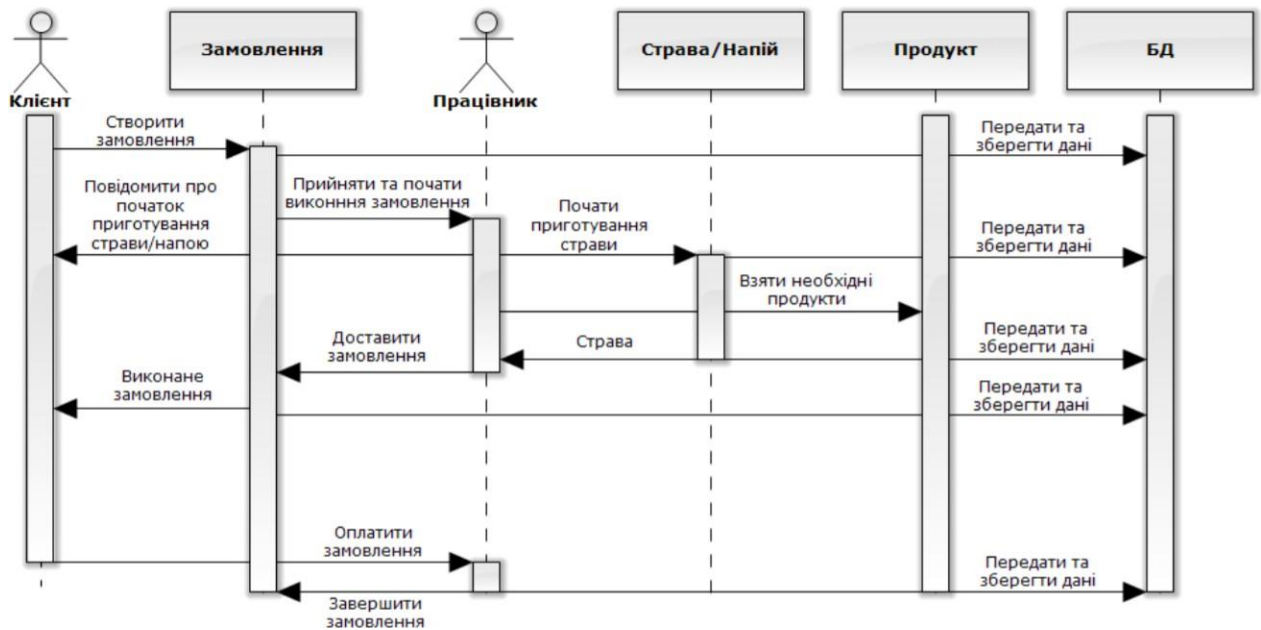 Замовлення
Страва/Напій
Продукт
БД
Клієнт
Працівник
Створити
замовлення
Передати та
зберегти дані
Повідомити про
початок
приготування
страви/напою
Прийняти та почати
виконння замовлення
Почати
приготування
страви
Передати та
зберегти дані
Взяти необхідні
продукти
Доставити
замовлення
Страва
Передати та
зберегти дані
Виконане
замовлення
Передати та
зберегти дані
Оплатити
замовлення
Передати та
зберегти дані
Завершити
замовлення